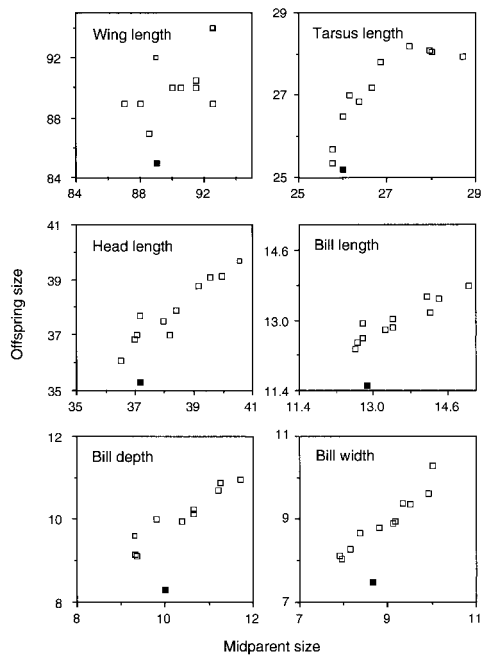 Wing length
92
88
84
84 88 92
Tarsus length
29
27
25
25 27 29
Head length
41
39
37
35
35 37 39 41
Bill length
14.6
13.0
11.4
11.4 13.0 14.6
Bill depth
12
10
8
8 10 12
Bill width
11
9
7
7 9 11
Offspring size
Midparent size